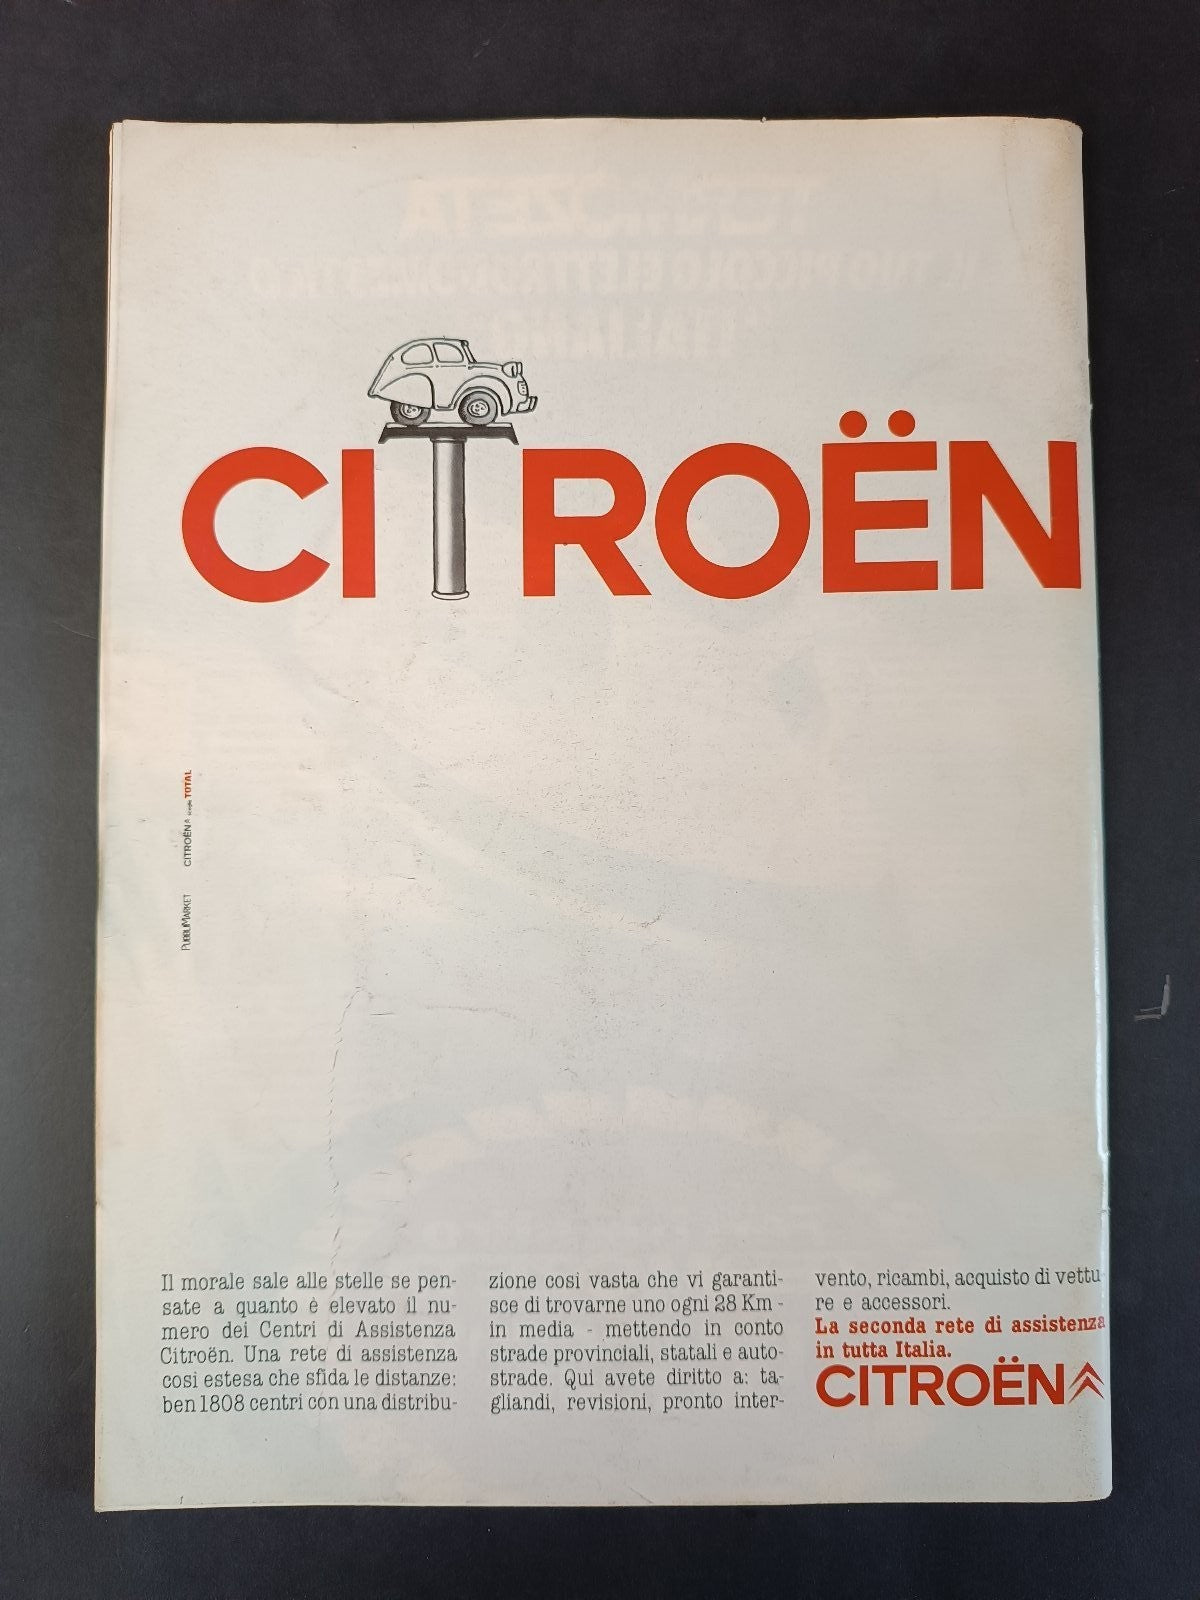 CITROËN
PUBBLIMARKET CITROËN sceglie TOTAL
Il morale sale alle stelle se pen-
sate a quanto è elevato il nu-
mero dei Centri di Assistenza
Citroën. Una rete di assistenza
così estesa che sfida le distanze:
ben 1808 centri con una distribu-
zione così vasta che vi garanti-
sce di trovarne uno ogni 28 Km -
in media - mettendo in conto
strade provinciali, statali e auto-
strade. Qui avete diritto a: ta-
gliandi, revisioni, pronto inter-
vento, ricambi, acquisto di vettu-
re e accessori.
La seconda rete di assistenza
in tutta Italia.
CITROËN